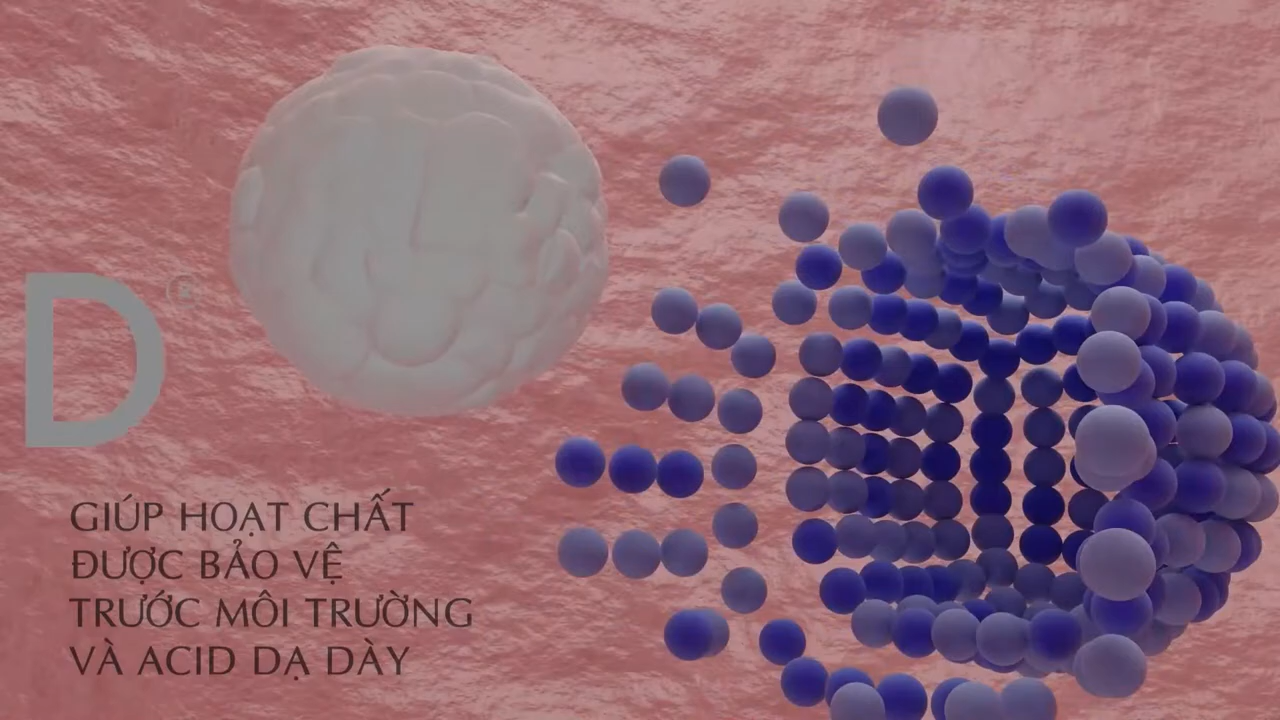 D®
GIÚP HOẠT CHẤT
ĐƯỢC BẢO VỆ
TRƯỚC MÔI TRƯỜNG
VÀ ACID DẠ DÀY